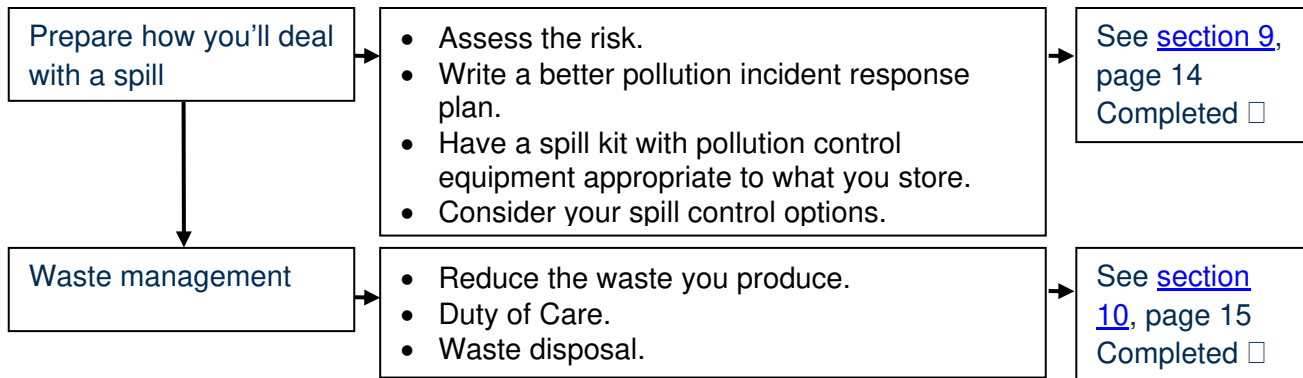 Prepare how you'll deal
with a spill
• Assess the risk.
• Write a better pollution incident response
plan.
• Have a spill kit with pollution control
equipment appropriate to what you store.
• Consider your spill control options.
See section 9,
page 14
Completed □
Waste management
• Reduce the waste you produce.
• Duty of Care.
• Waste disposal.
See section
10, page 15
Completed □